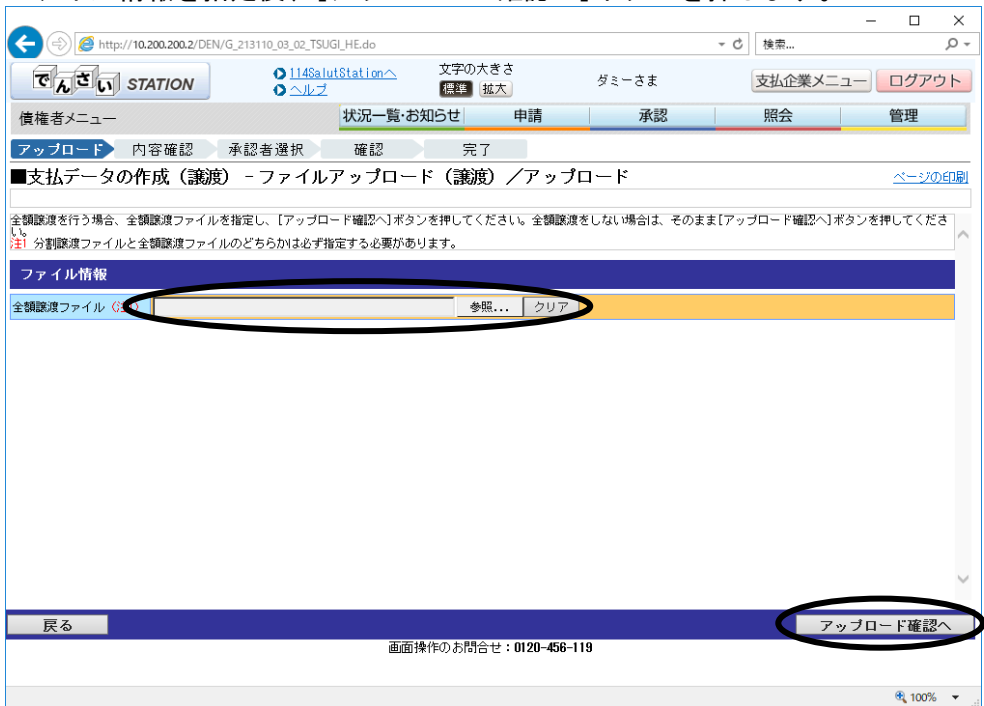 http://10.200.200.2/DEN/G_213110_03_02_TSUGI_HE.do
検索...
でんさい STATION
114SalutStationへ
ヘルプ
文字の大きさ
標準 拡大
ダミーさま
支払企業メニュー
ログアウト
債権者メニュー
状況一覧・お知らせ 申請 承認 照会 管理
アップロード 内容確認 承認者選択 確認 完了
■支払データの作成（譲渡）－ファイルアップロード（譲渡）／アップロード
ページの印刷
全額譲渡を行う場合、全額譲渡ファイルを指定し、[アップロード確認へ]ボタンを押してください。全額譲渡をしない場合は、そのまま[アップロード確認へ]ボタンを押してくださ
い。
注1 分割譲渡ファイルと全額譲渡ファイルのどちらかは必ず指定する必要があります。
ファイル情報
全額譲渡ファイル 参照... クリア
戻る アップロード確認へ
画面操作のお問合せ：0120-456-119
100%